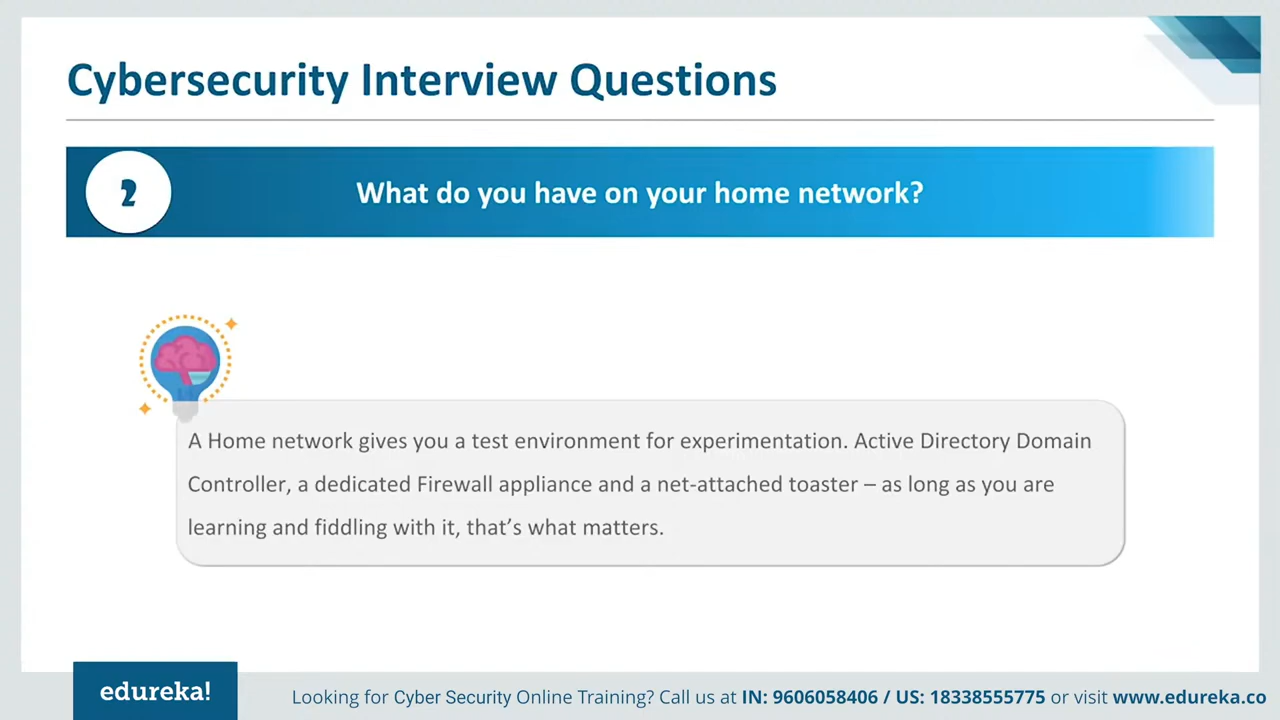 Cybersecurity Interview Questions
2
What do you have on your home network?
A Home network gives you a test environment for experimentation. Active Directory Domain
Controller, a dedicated Firewall appliance and a net-attached toaster – as long as you are
learning and fiddling with it, that’s what matters.
edureka!
Looking for Cyber Security Online Training? Call us at IN: 9606058406 / US: 18338555775 or visit www.edureka.co